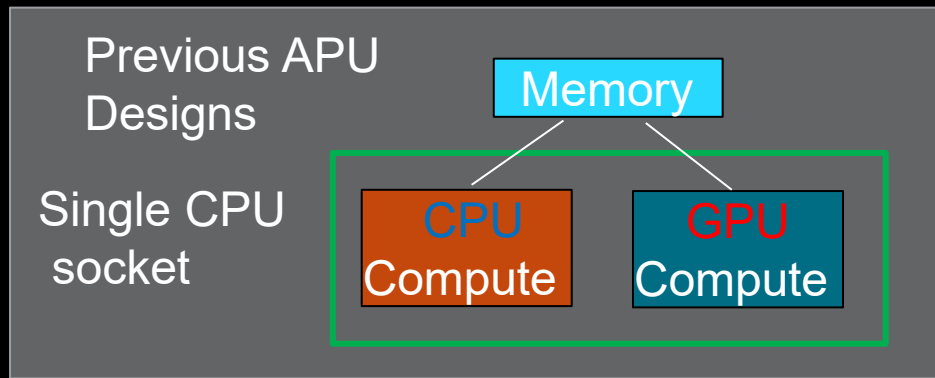 Previous APU
Designs
Memory
Single CPU
socket
CPU
Compute
GPU
Compute